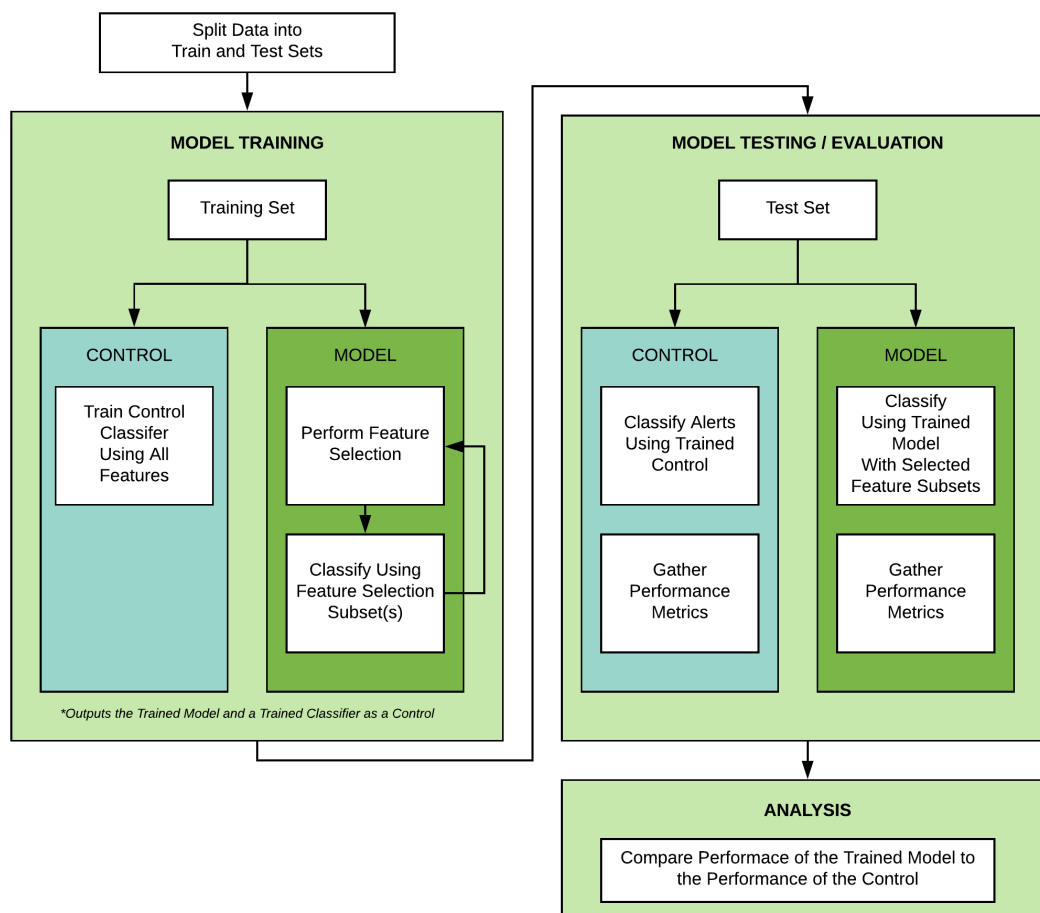 Split Data into
Train and Test Sets
MODEL TRAINING
Training Set
CONTROL
Train Control
Classifer
Using All
Features
MODEL
Perform Feature
Selection
Classify Using
Feature Selection
Subset(s)
*Outputs the Trained Model and a Trained Classifier as a Control
MODEL TESTING / EVALUATION
Test Set
CONTROL
Classify Alerts
Using Trained
Control
Gather
Performance
Metrics
MODEL
Classify
Using Trained
Model
With Selected
Feature Subsets
Gather
Performance
Metrics
ANALYSIS
Compare Performace of the Trained Model to
the Performance of the Control